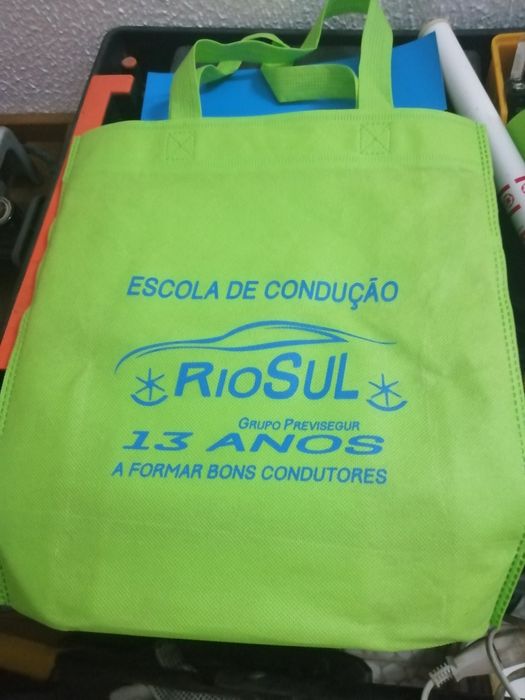 ESCOLA DE CONDUÇÃO
RIOSUL
GRUPO PREVISEGUR
13 ANOS
A FORMAR BONS CONDUTORES